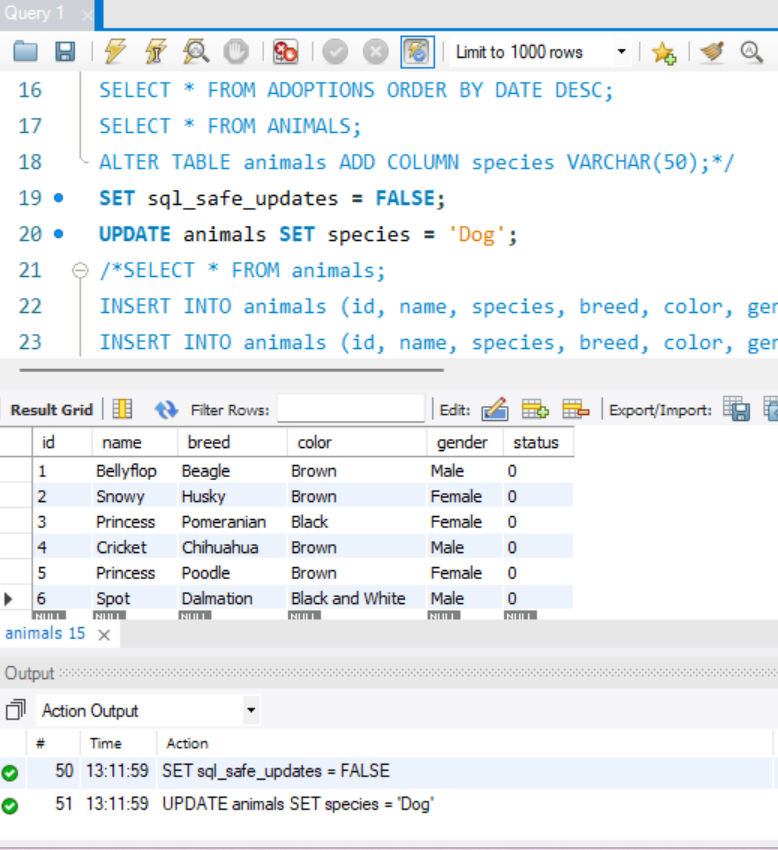 Query 1
Limit to 1000 rows
16 SELECT * FROM ADOPTIONS ORDER BY DATE DESC;
17 SELECT * FROM ANIMALS;
18 ALTER TABLE animals ADD COLUMN species VARCHAR(50);*/
19 SET sql_safe_updates = FALSE;
20 UPDATE animals SET species = 'Dog';
21 /*SELECT * FROM animals;
22 INSERT INTO animals (id, name, species, breed, color, ger
23 INSERT INTO animals (id, name, species, breed, color, ger
Result Grid Filter Rows: Edit: Export/Import:
id name breed color gender status
1 Bellyflop Beagle Brown Male 0
2 Snowy Husky Brown Female 0
3 Princess Pomeranian Black Female 0
4 Cricket Chihuahua Brown Male 0
5 Princess Poodle Brown Female 0
6 Spot Dalmation Black and White Male 0
NULL NULL NULL NULL NULL NULL
animals 15
Output
Action Output
# Time Action
50 13:11:59 SET sql_safe_updates = FALSE
51 13:11:59 UPDATE animals SET species = 'Dog'